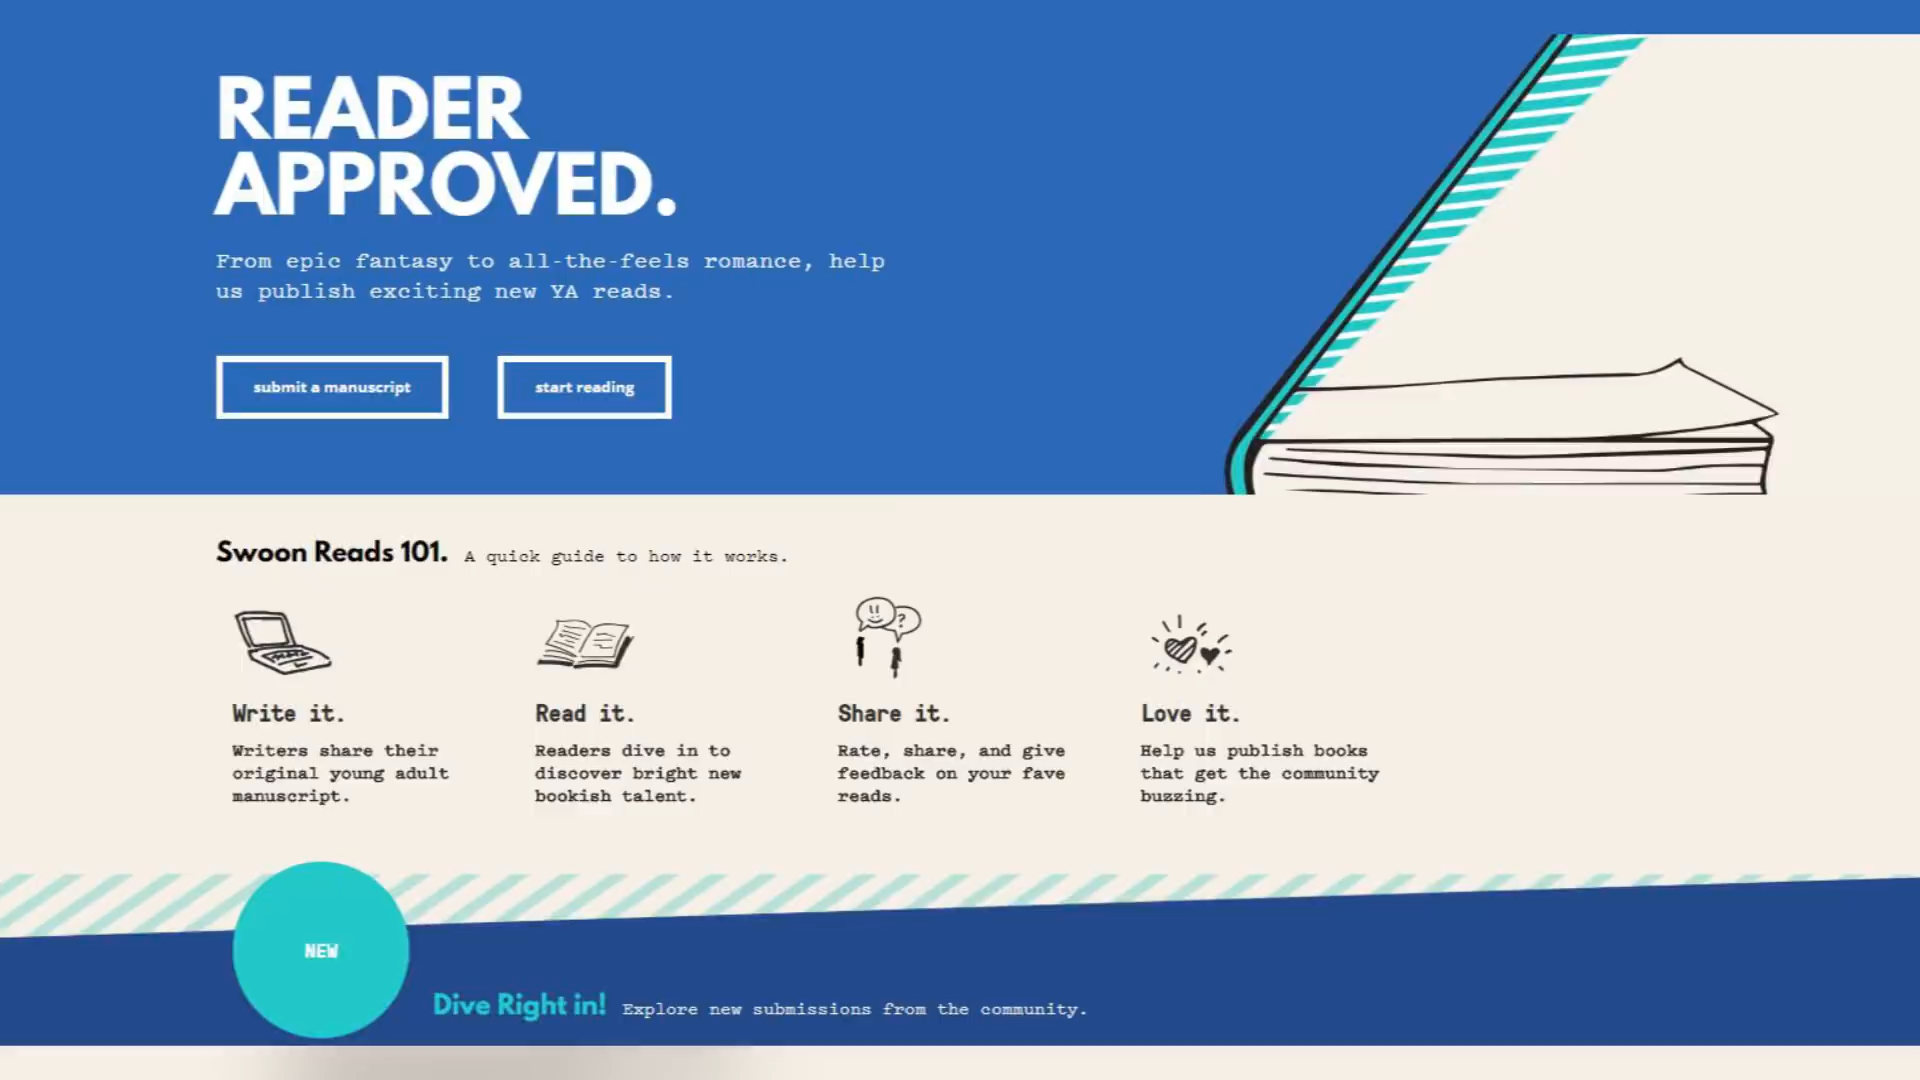 READER
APPROVED.
From epic fantasy to all-the-feels romance, help
us publish exciting new YA reads.
submit a manuscript
start reading
Swoon Reads 101. A quick guide to how it works.
Write it.
Writers share their
original young adult
manuscript.
Read it.
Readers dive in to
discover bright new
bookish talent.
?
Share it.
Rate, share, and give
feedback on your fave
reads.
Love it.
Help us publish books
that get the community
buzzing.
NEW
Dive Right in! Explore new submissions from the community.